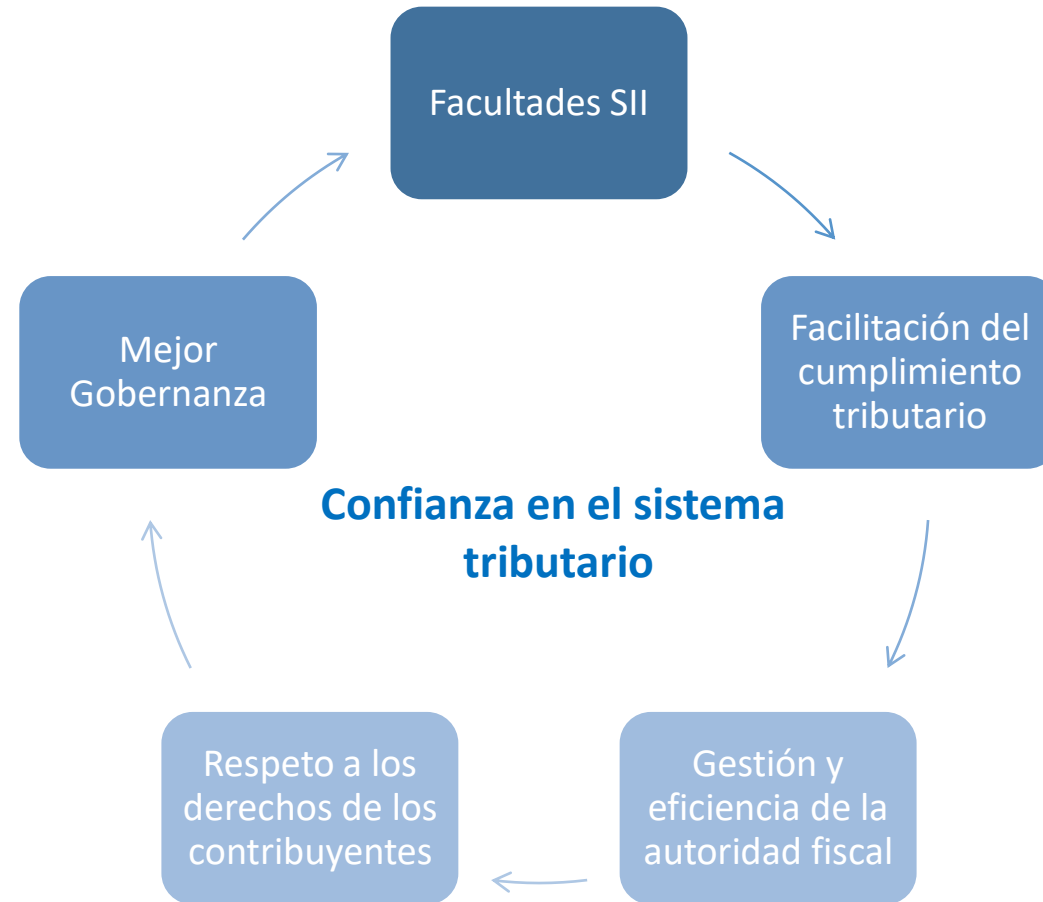 Facultades SII
Facilitación del
cumplimiento
tributario
Gestión y
eficiencia de la
autoridad fiscal
Respeto a los
derechos de los
contribuyentes
Mejor
Gobernanza
Confianza en el sistema
tributario